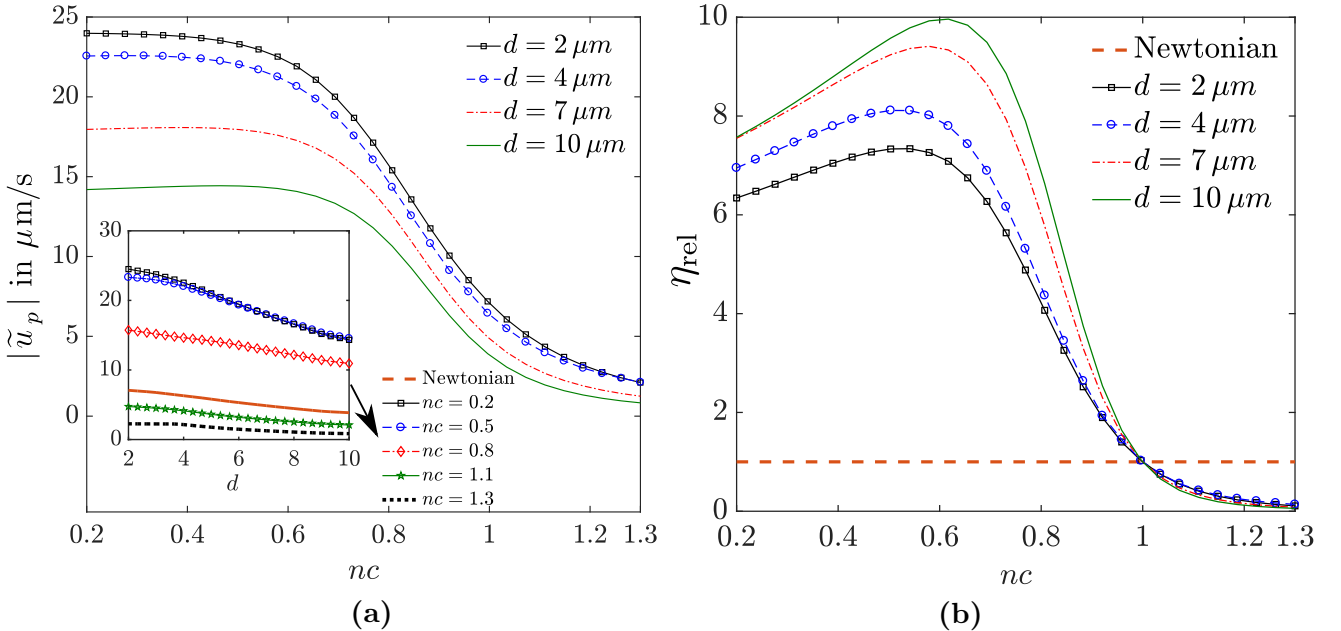 25
20
15
10
5
0
|ũ_p| in μm/s
d = 2 μm
d = 4 μm
d = 7 μm
d = 10 μm
30
20
10
0
2
4
6
8
10
d
Newtonian
nc = 0.2
nc = 0.5
nc = 0.8
nc = 1.1
nc = 1.3
0.2
0.4
0.6
0.8
1
1.2
1.3
nc
(a)
10
8
6
4
2
0
η_rel
Newtonian
d = 2 μm
d = 4 μm
d = 7 μm
d = 10 μm
0.2
0.4
0.6
0.8
1
1.2
1.3
nc
(b)